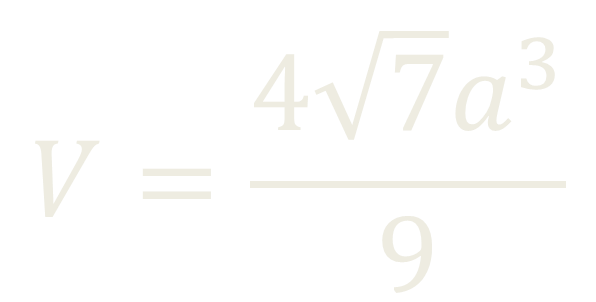 V = 4√7a³/9